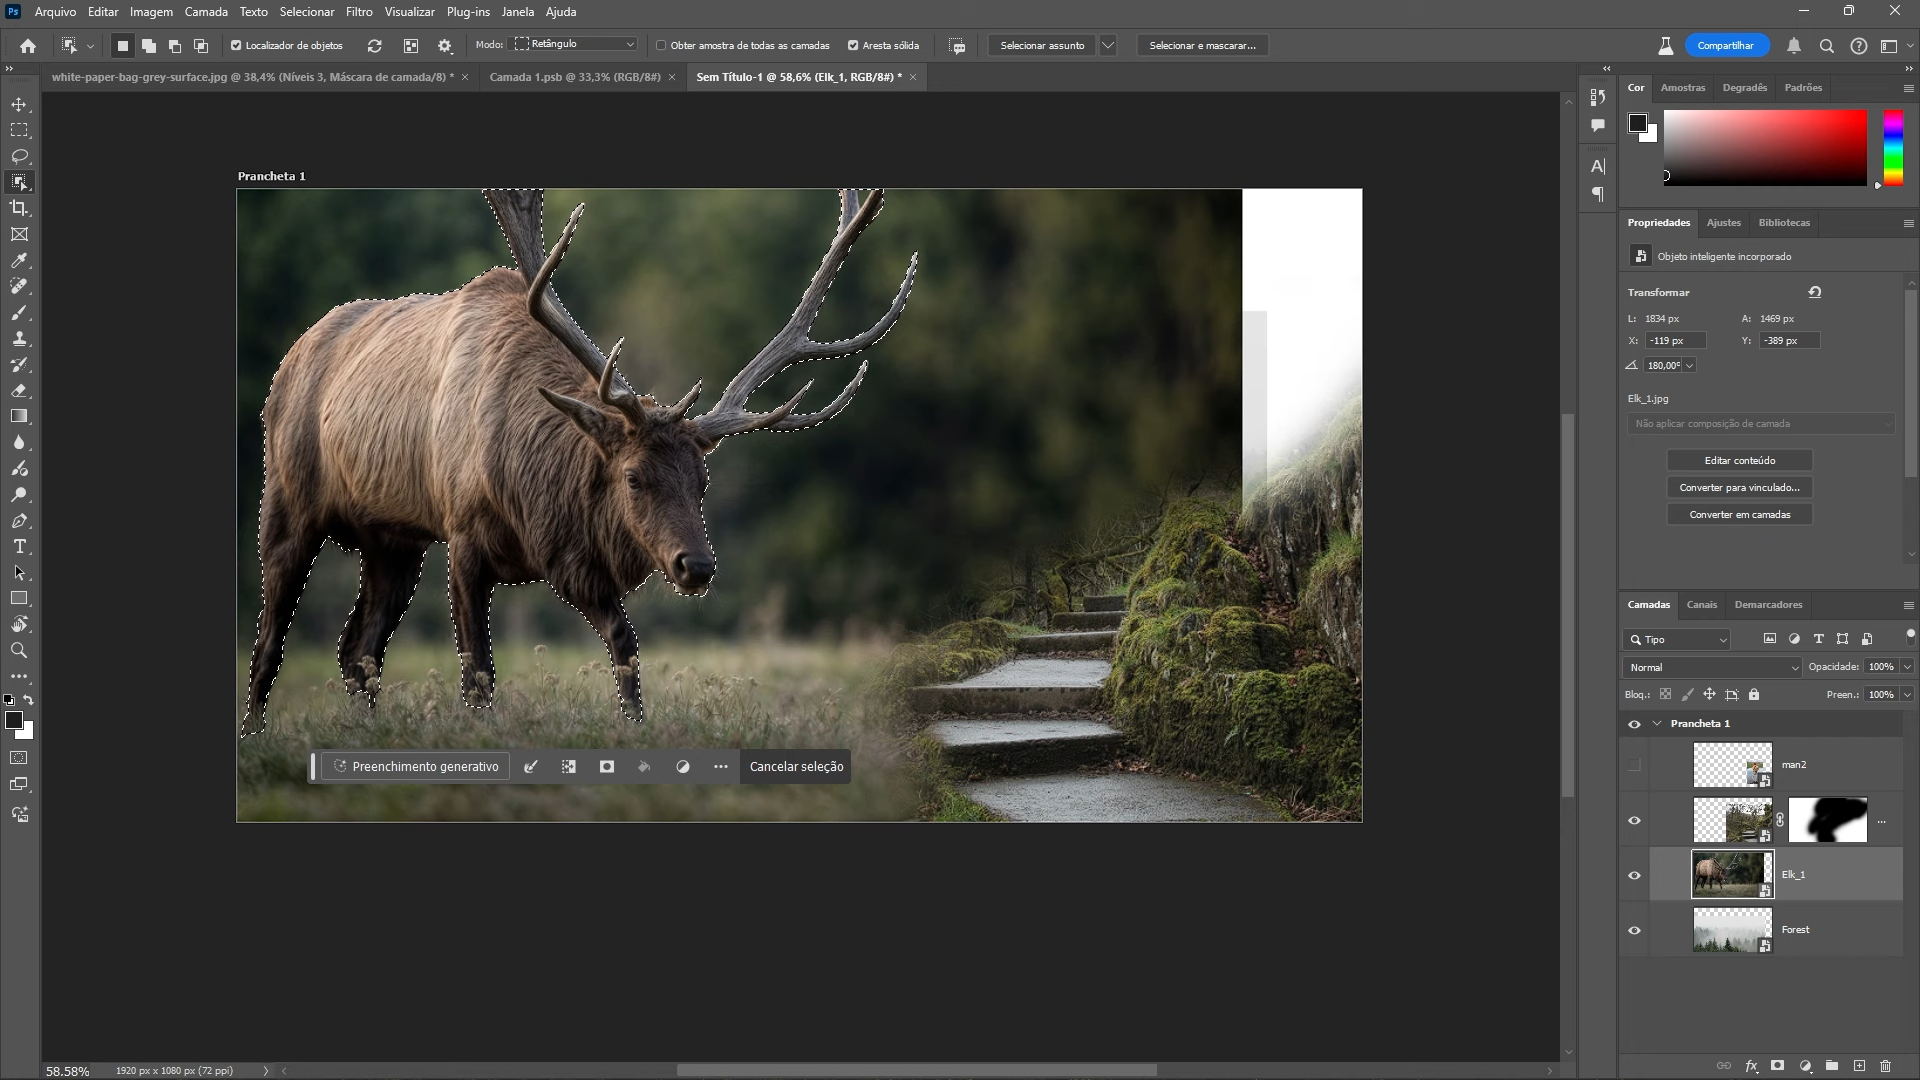 Ps Arquivo Editar Imagem Camada Texto Selecionar Filtro Plug-ins Visualizar Plug-ins Janela Ajuda
Localizador de objetos Modo: Retângulo Obter amostra de todas as camadas Aresta sólida Selecionar assunto Selecionar e mascarar... Compartilhar
white-paper-bag-grey-surface.jpg @ 38,4% (Níveis 3, Máscara de camada/8) * Camada 1.psb @ 33,3% (RGB/8#) Sem Título-1 @ 58,6% (Elk_1, RGB/8#) *
Prancheta 1
Preenchimento generativo Cancelar seleção
58.58% 1920 px x 1080 px (72 ppi)
Cor Amostras Degradês Padrões
Propriedades Ajustes Bibliotecas
Objeto inteligente incorporado
Transformar
L: 1834 px A: 1469 px
X: -119 px Y: -389 px
180,00°
Elk_1.jpg
Não aplicar composição de camada
Editar conteúdo
Converter para vinculado...
Converter em camadas
Camadas Canais Demarcadores
Tipo
Normal Opacidade: 100%
Bloq.: Preen.: 100%
Prancheta 1
man2
...
Elk_1
Forest